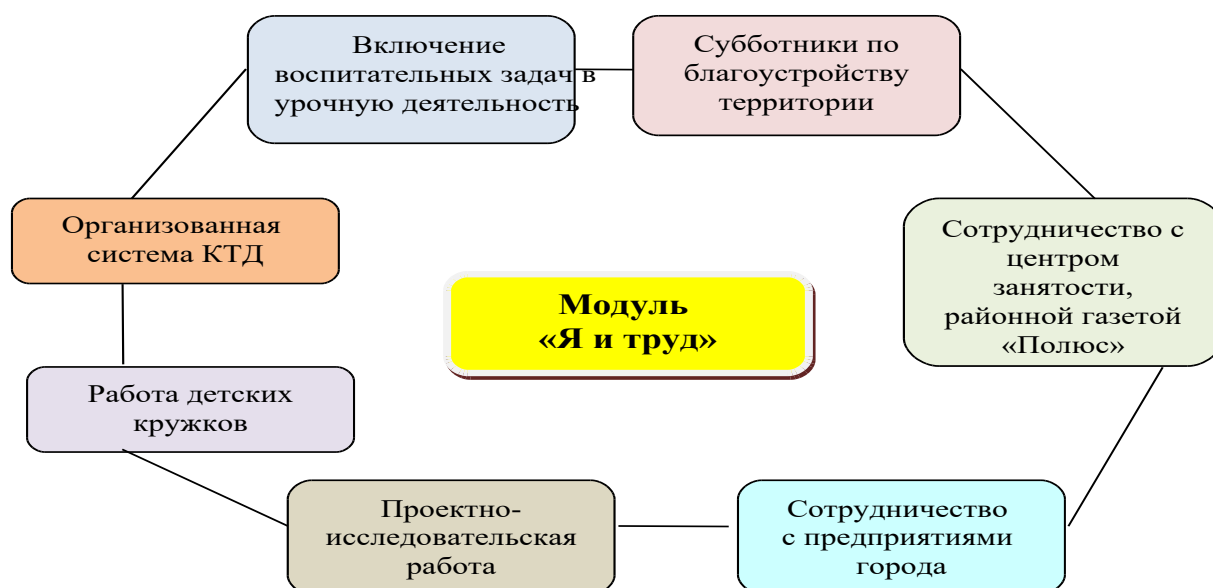 Включение
воспитательных задач в
урочную деятельность
Субботники по
благоустройству
территории
Организованная
система КТД
Сотрудничество с
центром
занятости,
районной газетой
«Полюс»
Модуль
«Я и труд»
Работа детских
кружков
Проектно-
исследовательская
работа
Сотрудничество
с предприятиями
города